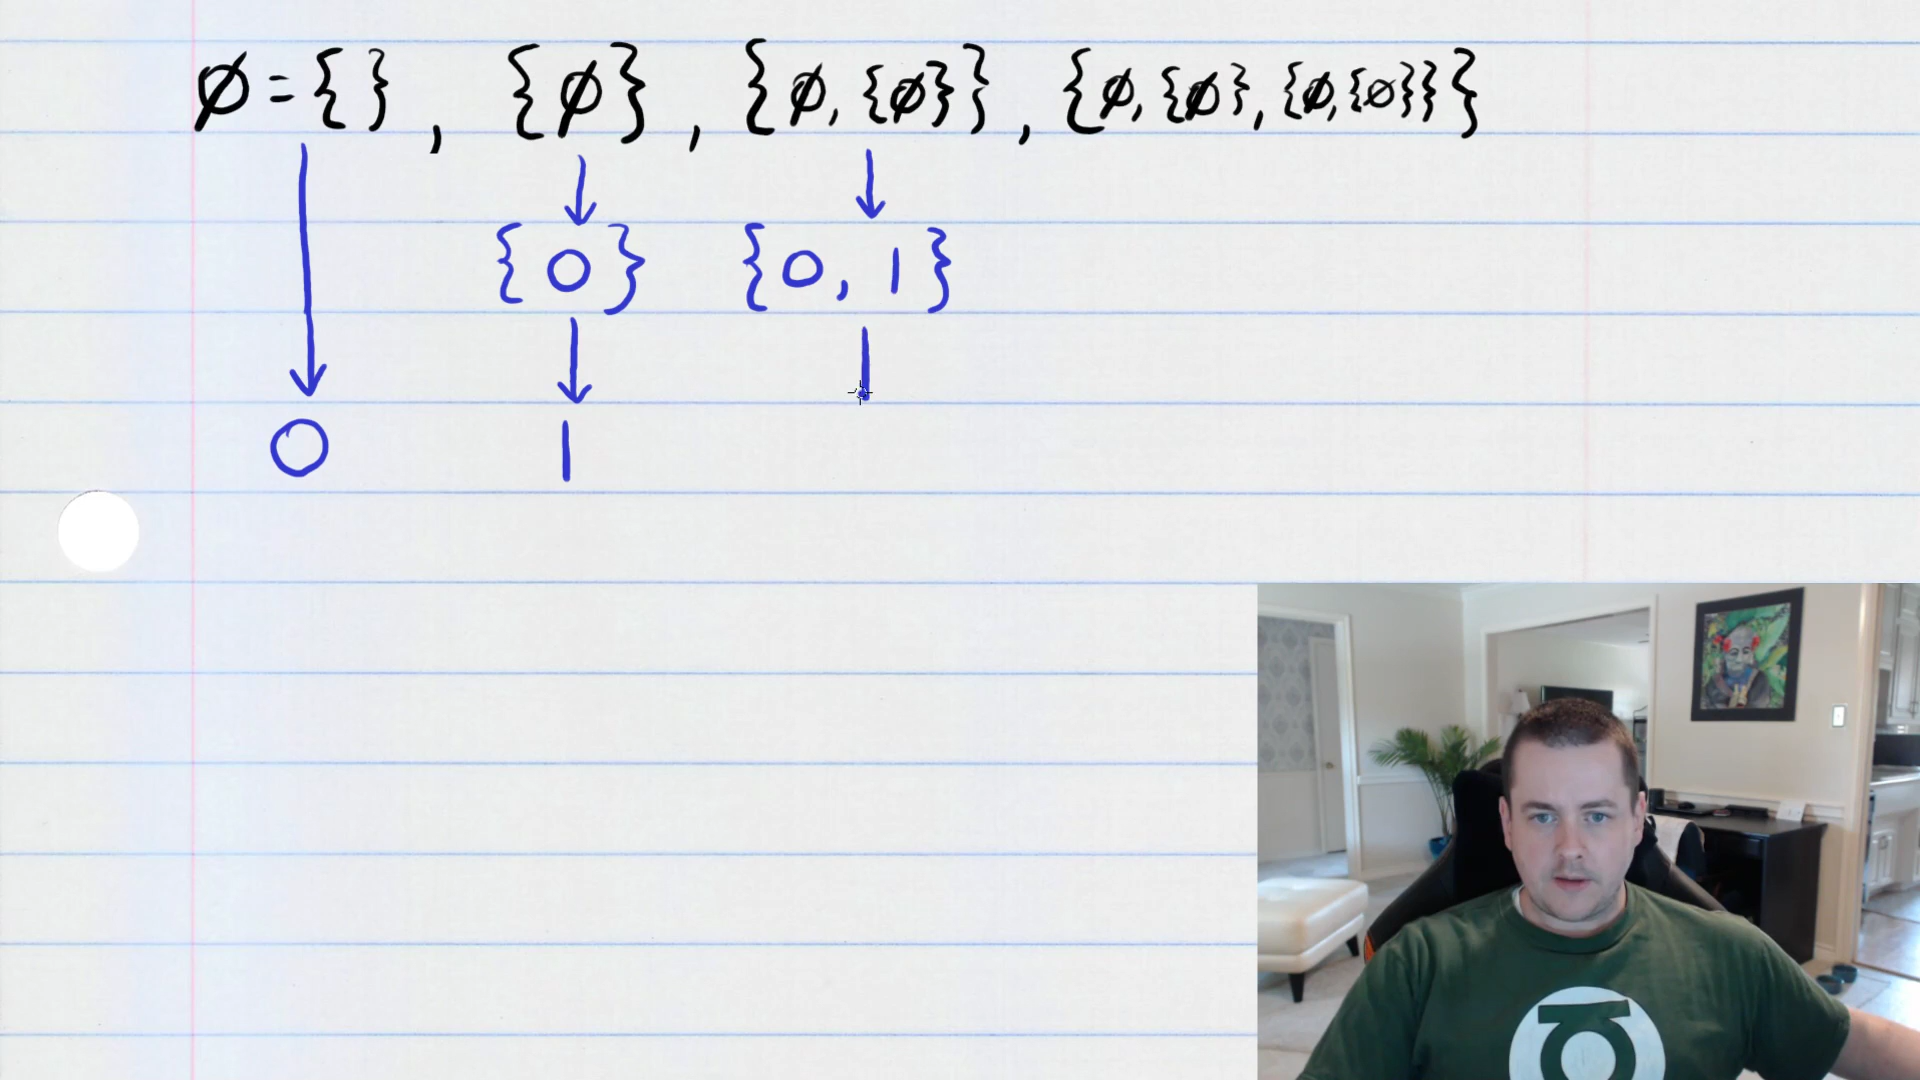 ∅ = { } , {∅} , {∅, {∅}} , {∅, {∅}, {∅, {∅}}}
{0} {0, 1}
0 1